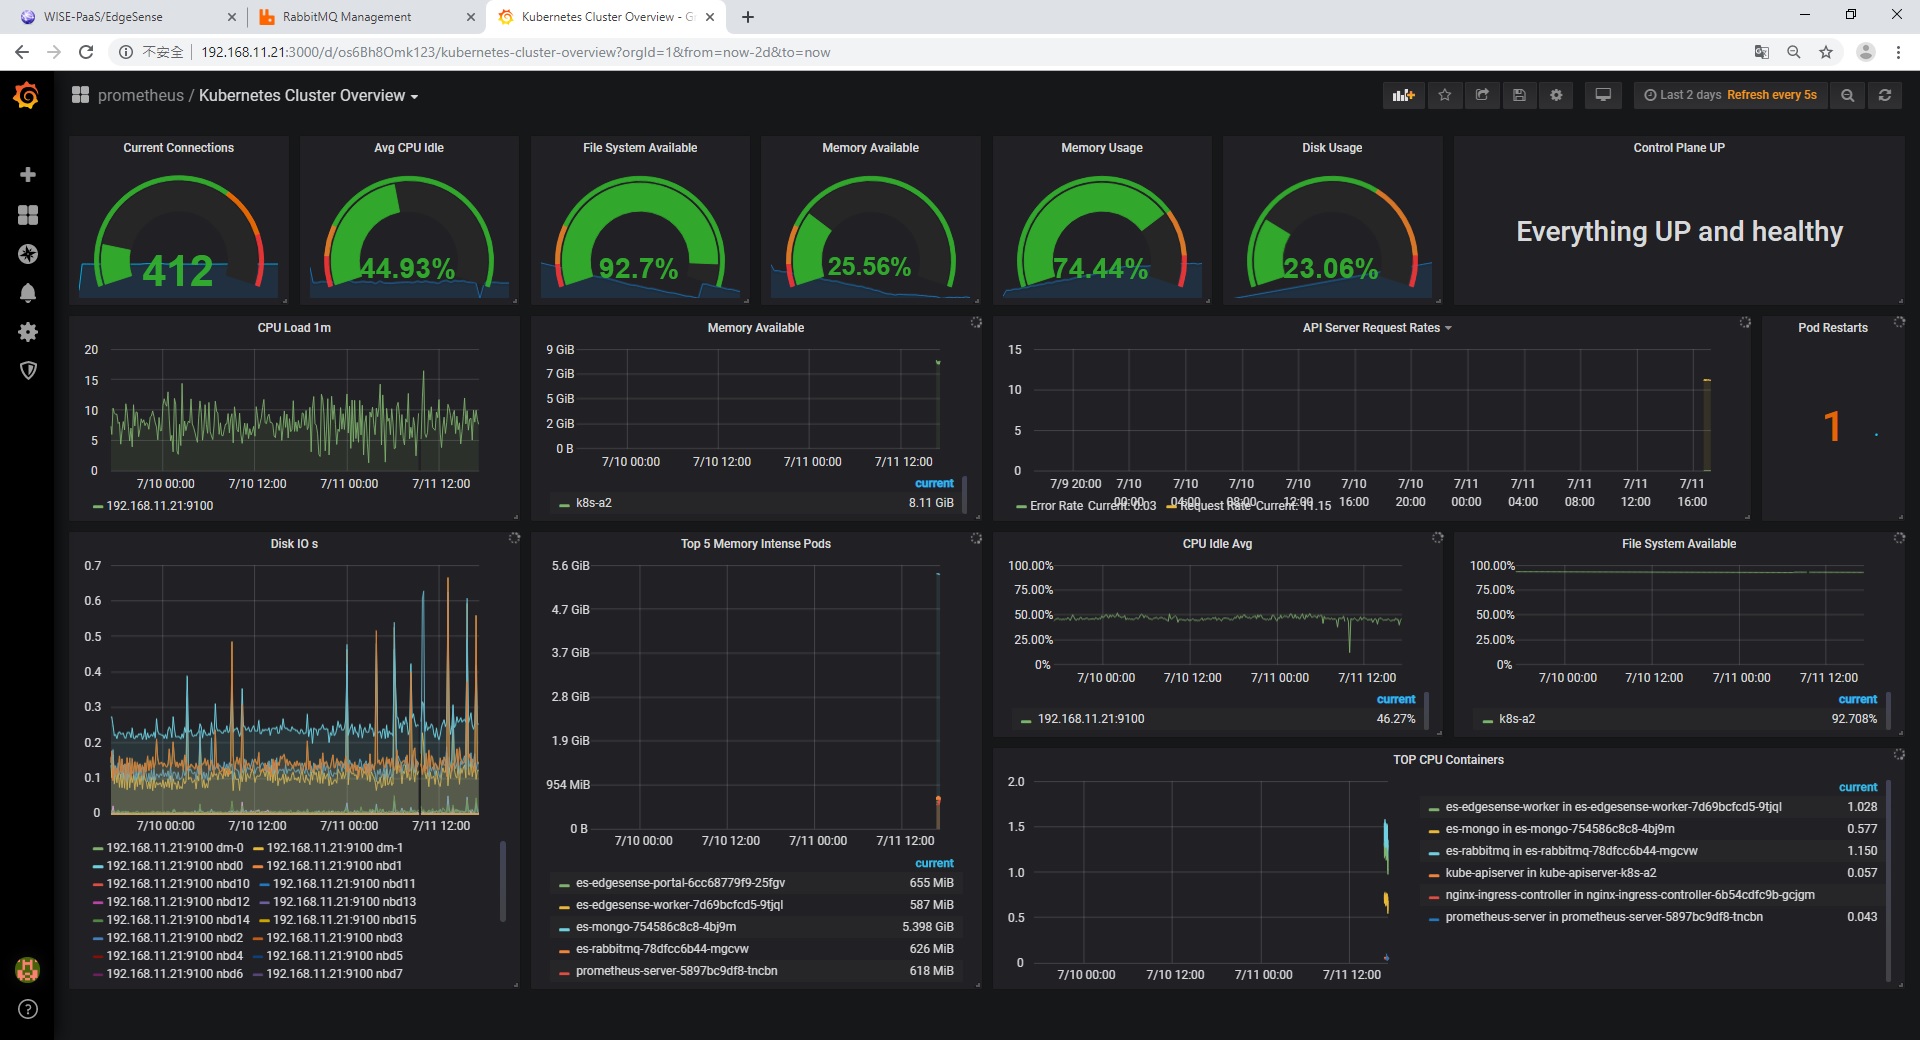 WISE-PaaS/EdgeSense
RabbitMQ Management
Kubernetes Cluster Overview - G
不安全
192.168.11.21:3000/d/os6Bh8Omk123/kubernetes-cluster-overview?orgId=1&from=now-2d&to=now
prometheus / Kubernetes Cluster Overview
Last 2 days Refresh every 5s
Current Connections
412
Avg CPU Idle
44.93%
File System Available
92.7%
Memory Available
25.56%
Memory Usage
74.44%
Disk Usage
23.06%
Control Plane UP
Everything UP and healthy
CPU Load 1m
20
15
10
5
0
7/10 00:00 7/10 12:00 7/11 00:00 7/11 12:00
192.168.11.21:9100
Memory Available
9 GiB
7 GiB
5 GiB
2 GiB
0 B
7/10 00:00 7/10 12:00 7/11 00:00 7/11 12:00
current
k8s-a2 8.11 GiB
API Server Request Rates
15
10
5
0
7/9 20:00 7/10 00:00 7/10 04:00 7/10 08:00 7/10 12:00 7/10 16:00 7/10 20:00 7/11 00:00 7/11 04:00 7/11 08:00 7/11 12:00 7/11 16:00
Error Rate Current: 0.03 Request Rate Current: 11.15
Pod Restarts
1
Disk IO s
0.7
0.6
0.5
0.4
0.3
0.2
0.1
0
7/10 00:00 7/10 12:00 7/11 00:00 7/11 12:00
192.168.11.21:9100 dm-0 192.168.11.21:9100 dm-1
192.168.11.21:9100 nbd0 192.168.11.21:9100 nbd1
192.168.11.21:9100 nbd10 192.168.11.21:9100 nbd11
192.168.11.21:9100 nbd12 192.168.11.21:9100 nbd13
192.168.11.21:9100 nbd14 192.168.11.21:9100 nbd15
192.168.11.21:9100 nbd2 192.168.11.21:9100 nbd3
192.168.11.21:9100 nbd4 192.168.11.21:9100 nbd5
192.168.11.21:9100 nbd6 192.168.11.21:9100 nbd7
Top 5 Memory Intense Pods
5.6 GiB
4.7 GiB
3.7 GiB
2.8 GiB
1.9 GiB
954 MiB
0 B
7/10 00:00 7/10 12:00 7/11 00:00 7/11 12:00
current
es-edgesense-portal-6cc68779f9-25fgv 655 MiB
es-edgesense-worker-7d69bcfcd5-9tjql 587 MiB
es-mongo-754586c8c8-4bj9m 5.398 GiB
es-rabbitmq-78dfcc6b44-mgcvw 626 MiB
prometheus-server-5897bc9df8-tncbn 618 MiB
CPU Idle Avg
100.00%
75.00%
50.00%
25.00%
0%
7/10 00:00 7/10 12:00 7/11 00:00 7/11 12:00
current
192.168.11.21:9100 46.27%
File System Available
100.00%
75.00%
50.00%
25.00%
0%
7/10 00:00 7/10 12:00 7/11 00:00 7/11 12:00
current
k8s-a2 92.708%
TOP CPU Containers
2.0
1.5
1.0
0.5
0
7/10 00:00 7/10 12:00 7/11 00:00 7/11 12:00
current
es-edgesense-worker in es-edgesense-worker-7d69bcfcd5-9tjql 1.028
es-mongo in es-mongo-754586c8c8-4bj9m 0.577
es-rabbitmq in es-rabbitmq-78dfcc6b44-mgcvw 1.150
kube-apiserver in kube-apiserver-k8s-a2 0.057
nginx-ingress-controller in nginx-ingress-controller-6b54cdfc9b-gcjgm
prometheus-server in prometheus-server-5897bc9df8-tncbn 0.043